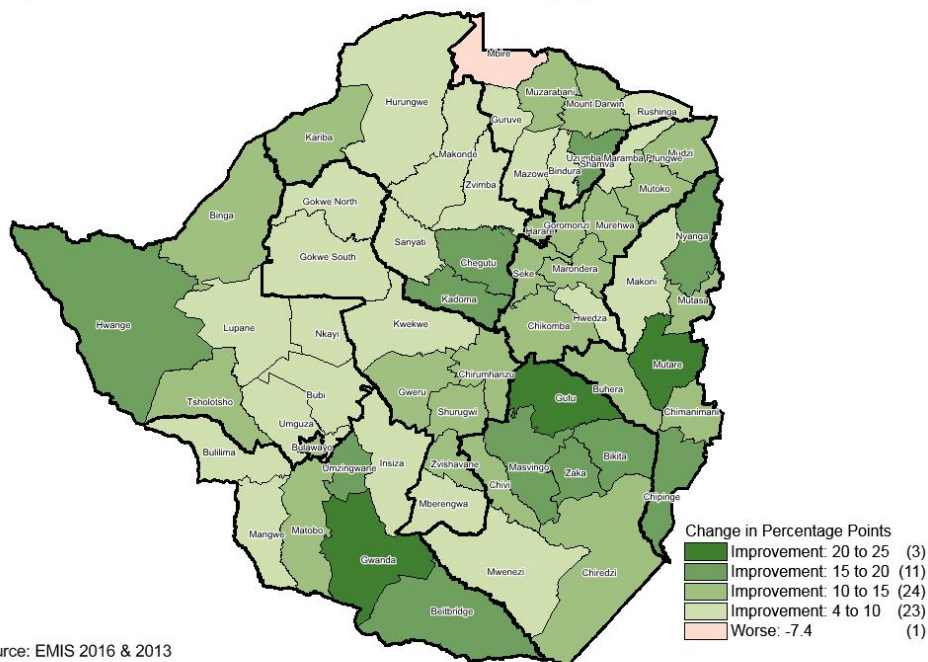 Mbire
Muzarabani
Mount Darwin
Rushinga
Hurungwe
Guruve
Kariba
Makonde
Uzumba Maramba Pfungwe
Mudzi
Shamva
Mazowe
Bindura
Zvimba
Mutoko
Gokwe North
Binga
Goromonzi
Murehwa
Harare
Sanyati
Nyanga
Gokwe South
Chegutu
Seke
Marondera
Makoni
Kadoma
Mutasa
Hwange
Lupane
Nkayi
Kwekwe
Chikomba
Hwedza
Mutare
Chirumhanzu
Tsholotsho
Bubi
Gweru
Gutu
Buhera
Shurugwi
Chimanimani
Umguza
Bulawayo
Bulilima
Umzingwane
Insiza
Zvishavane
Masvingo
Zaka
Bikita
Chivi
Chipinge
Mberengwa
Mangwe
Matobo
Gwanda
Mwenezi
Chiredzi
Beitbridge
Change in Percentage Points
Improvement: 20 to 25 (3)
Improvement: 15 to 20 (11)
Improvement: 10 to 15 (24)
Improvement: 4 to 10 (23)
Worse: -7.4 (1)
urce: EMIS 2016 & 2013